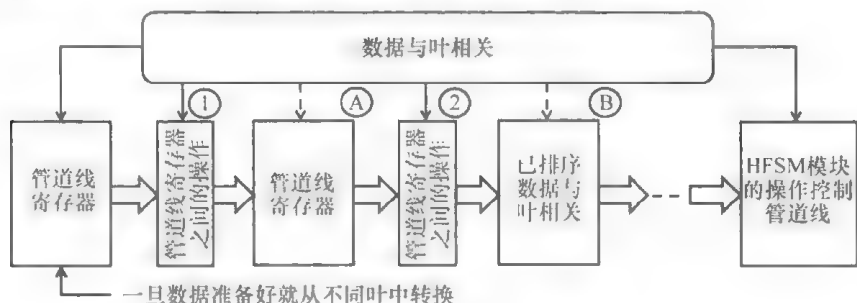 数据与叶相关
1
A
2
B
管道线
寄存器
管道线寄存器
之间的操作
管道线
寄存器
管道线寄存器
之间的操作
已排序
数据与
叶相关
HFSM模块
的操作控制
管道线
一旦数据准备好就从不同叶中转换